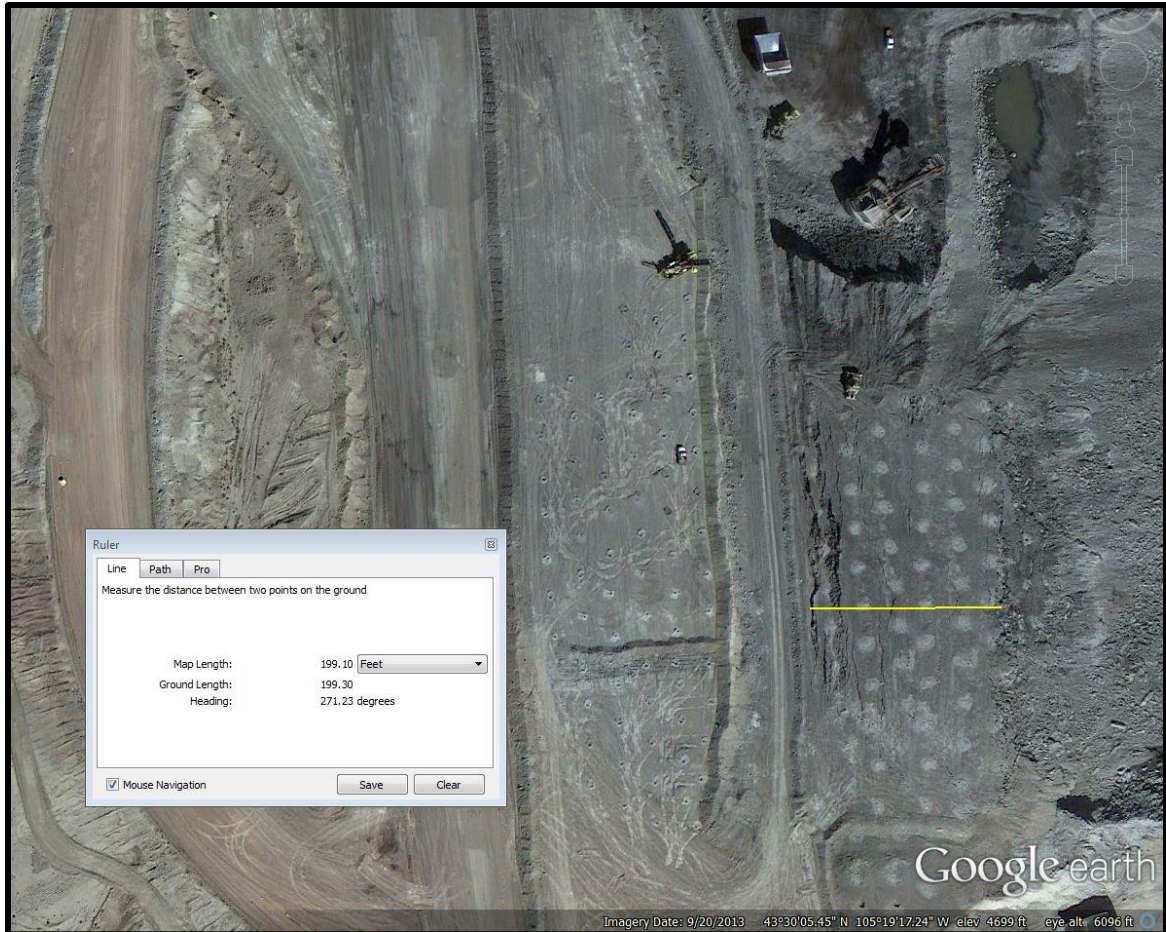 Ruler
Line Path Pro
Measure the distance between two points on the ground
Map Length: 199.10 Feet
Ground Length: 199.30
Heading: 271.23 degrees
Mouse Navigation Save Clear
Google earth
Imagery Date: 9/20/2013 43°30'05.45" N 105°19'17.24" W elev 4699 ft eye alt 6096 ft